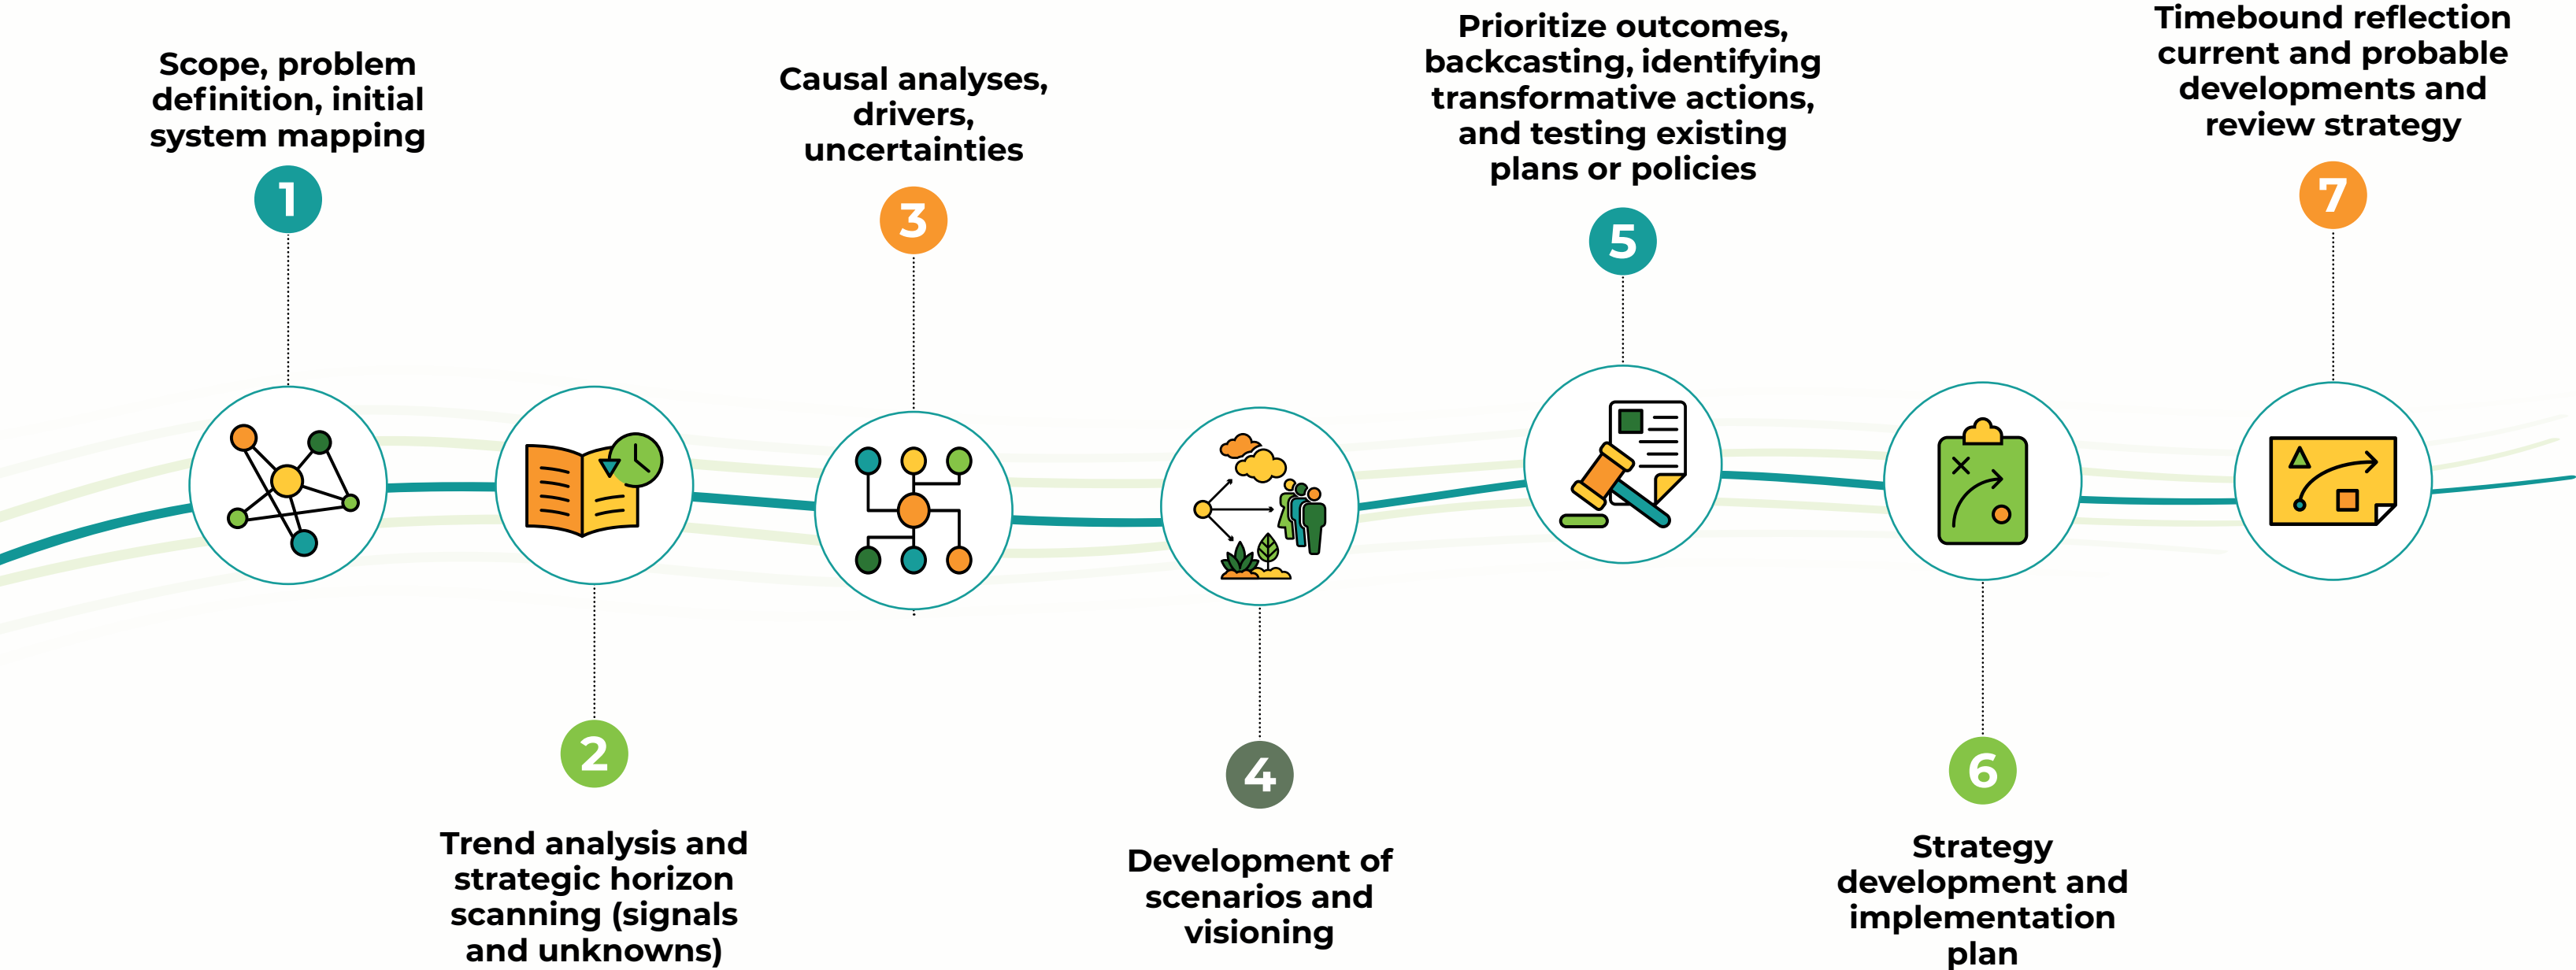 Scope, problem
definition, initial
system mapping
1
Trend analysis and
strategic horizon
scanning (signals
and unknowns)
2
Causal analyses,
drivers,
uncertainties
3
Development of
scenarios and
visioning
4
Prioritize outcomes,
backcasting, identifying
transformative actions,
and testing existing
plans or policies
5
Strategy
development and
implementation
plan
6
Timebound reflection
current and probable
developments and
review strategy
7